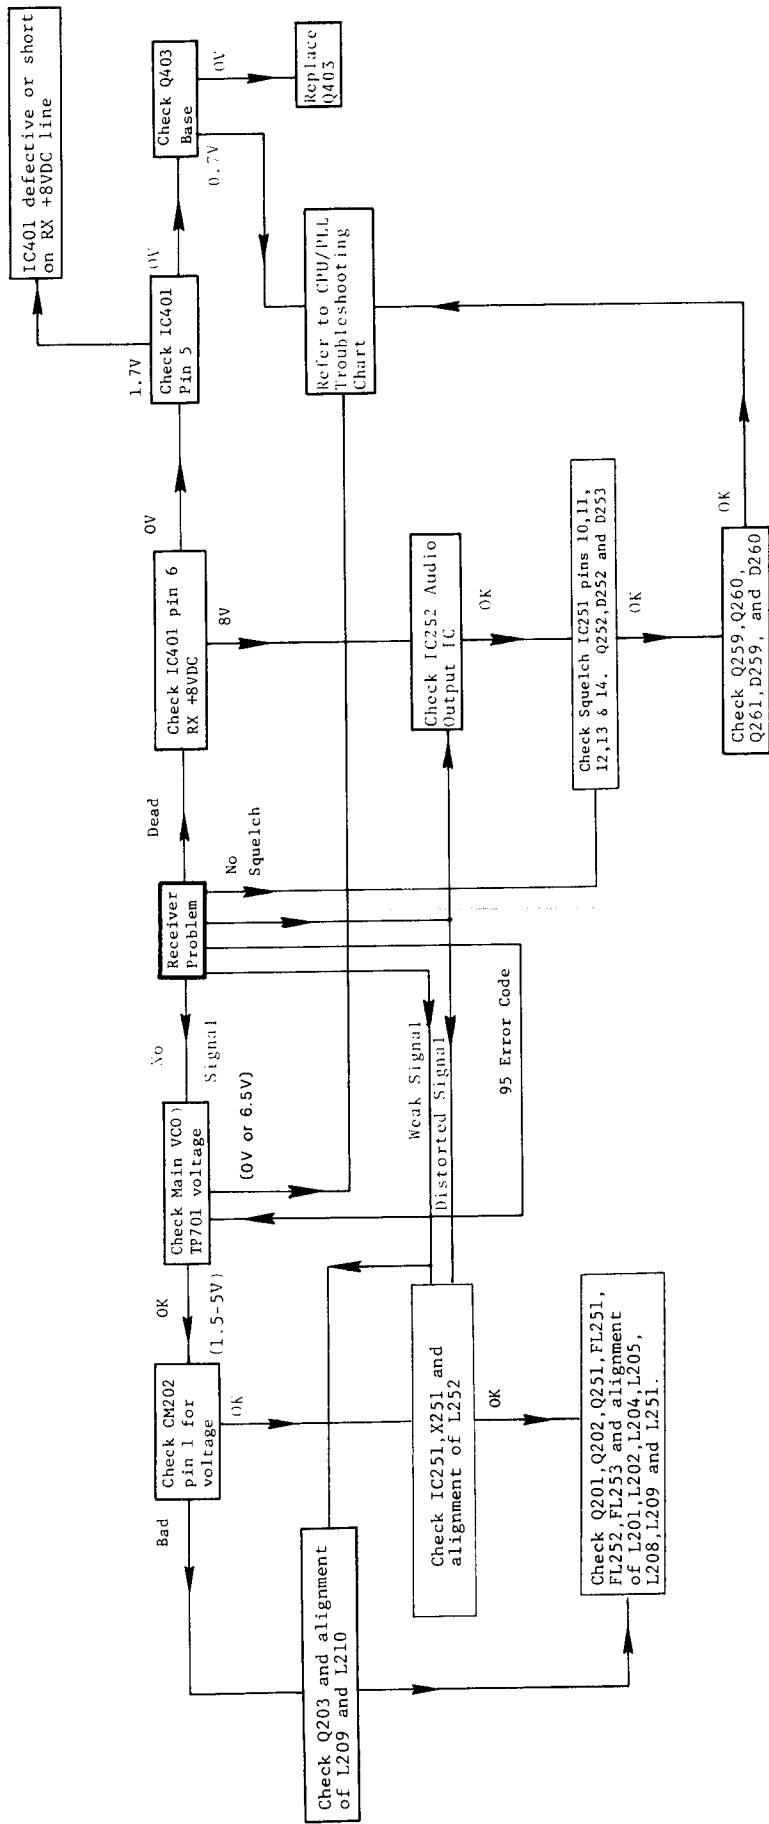 IC401 defective or short
on RX +8VDC line
1.7V
Check IC401
Pin 5
0V
Check Q403
Base
0V
Replace
Q403
0.7V
0V
Check IC401 pin 6
RX +8VDC
8V
Refer to CPU/PLL
Troubleshooting
Chart
Dead
Receiver
Problem
No
Squelch
Check IC252 Audio
Output IC
OK
Check Squelch IC251 pins 10,11,
12,13 & 14. Q252,D252 and D253
OK
Check Q259,Q260,
Q261,D259, and D260
OK
No
Signal
Check Main VCO)
TP701 voltage
(0V or 6.5V)
Weak Signal
Distorted Signal
95 Error Code
OK
(1.5-5V)
Check CM202
pin 1 for
voltage
OK
Bad
Check Q203 and alignment
of L209 and L210
Check IC251,X251 and
alignment of L252
OK
Check Q201,Q202,Q251,FL251,
FL252,FL253 and alignment
of L201,L202,L204,L205,
L208,L209 and L251.